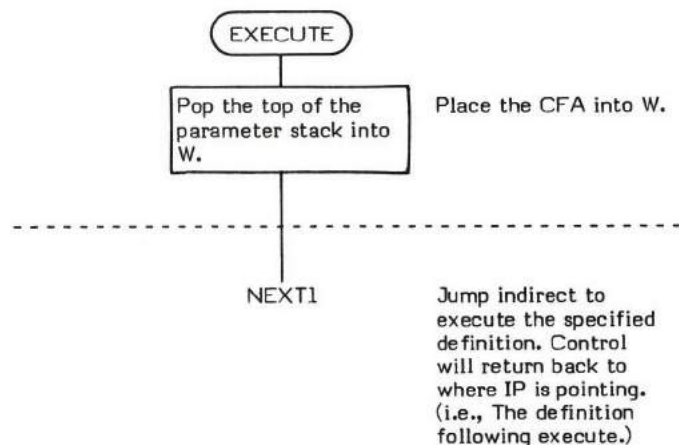 EXECUTE
Pop the top of the
parameter stack into
W.
Place the CFA into W.
NEXT1
Jump indirect to
execute the specified
definition. Control
will return back to
where IP is pointing.
(i.e., The definition
following execute.)